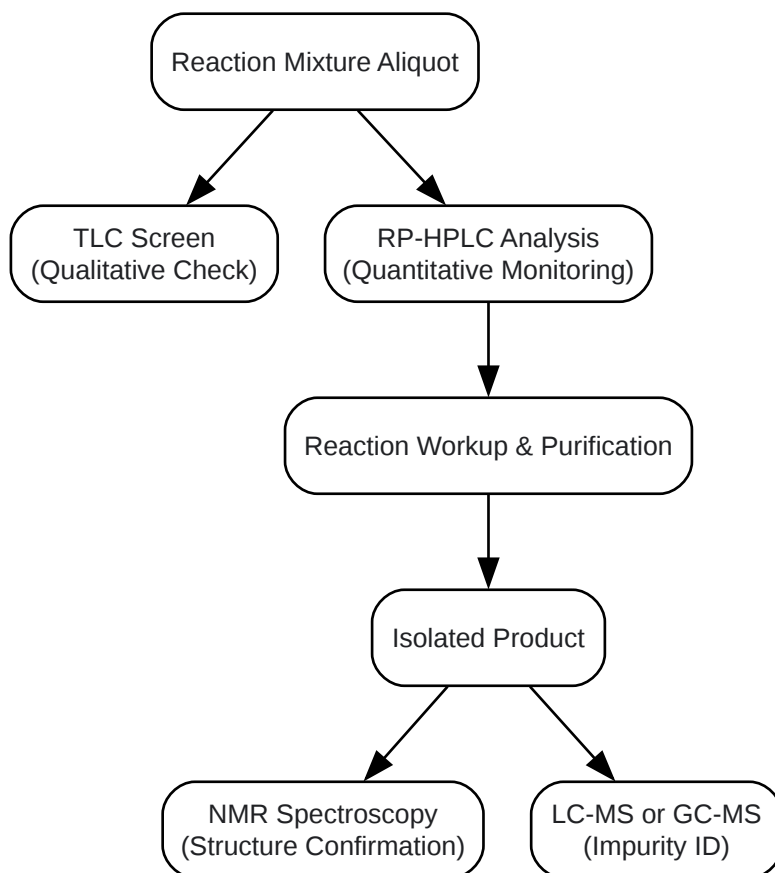 Reaction Mixture Aliquot
TLC Screen
(Qualitative Check)
RP-HPLC Analysis
(Quantitative Monitoring)
Reaction Workup & Purification
Isolated Product
NMR Spectroscopy
(Structure Confirmation)
LC-MS or GC-MS
(Impurity ID)